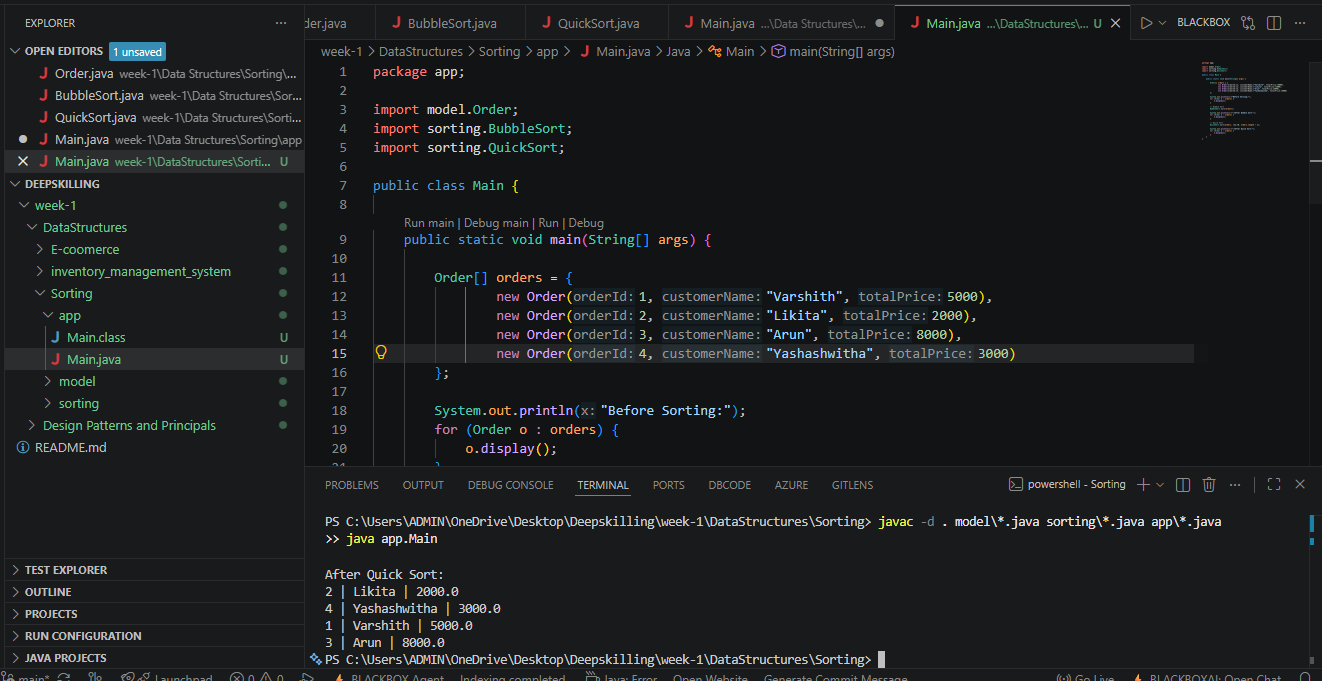 EXPLORER
OPEN EDITORS 1 unsaved
Order.java week-1\Data Structures\Sorting\...
BubbleSort.java week-1\Data Structures\Sor...
QuickSort.java week-1\Data Structures\Sorti...
Main.java week-1\Data Structures\Sorting\app
Main.java week-1\DataStructures\Sorti... U
DEEPSKILLING
week-1
DataStructures
E-coomerce
inventory_management_system
Sorting
app
Main.class U
Main.java U
model
sorting
Design Patterns and Principals
README.md
TEST EXPLORER
OUTLINE
PROJECTS
RUN CONFIGURATION
JAVA PROJECTS
der.java BubbleSort.java QuickSort.java Main.java ...\Data Structures\... Main.java ...\DataStructures\... U BLACKBOX
week-1 > DataStructures > Sorting > app > Main.java > Java > Main > main(String[] args)
1 package app;
2
3 import model.Order;
4 import sorting.BubbleSort;
5 import sorting.QuickSort;
6
7 public class Main {
8
Run main | Debug main | Run | Debug
9 public static void main(String[] args) {
10
11 Order[] orders = {
12 new Order(orderId: 1, customerName: "Varshith", totalPrice: 5000),
13 new Order(orderId: 2, customerName: "Likita", totalPrice: 2000),
14 new Order(orderId: 3, customerName: "Arun", totalPrice: 8000),
15 new Order(orderId: 4, customerName: "Yashashwitha", totalPrice: 3000)
16 };
17
18 System.out.println(x: "Before Sorting:");
19 for (Order o : orders) {
20 o.display();
21 }
PROBLEMS OUTPUT DEBUG CONSOLE TERMINAL PORTS DBCODE AZURE GITLENS powershell - Sorting
PS C:\Users\ADMIN\OneDrive\Desktop\Deepskilling\week-1\DataStructures\Sorting> javac -d . model\*.java sorting\*.java app\*.java
>> java app.Main
After Quick Sort:
2 | Likita | 2000.0
4 | Yashashwitha | 3000.0
1 | Varshith | 5000.0
3 | Arun | 8000.0
PS C:\Users\ADMIN\OneDrive\Desktop\Deepskilling\week-1\DataStructures\Sorting>
main* Launchpad 0 0 BLACKBOX Agent Indexing completed Java: Error Open Website Generate Commit Message Go Live BLACKBOXAI: Open Chat